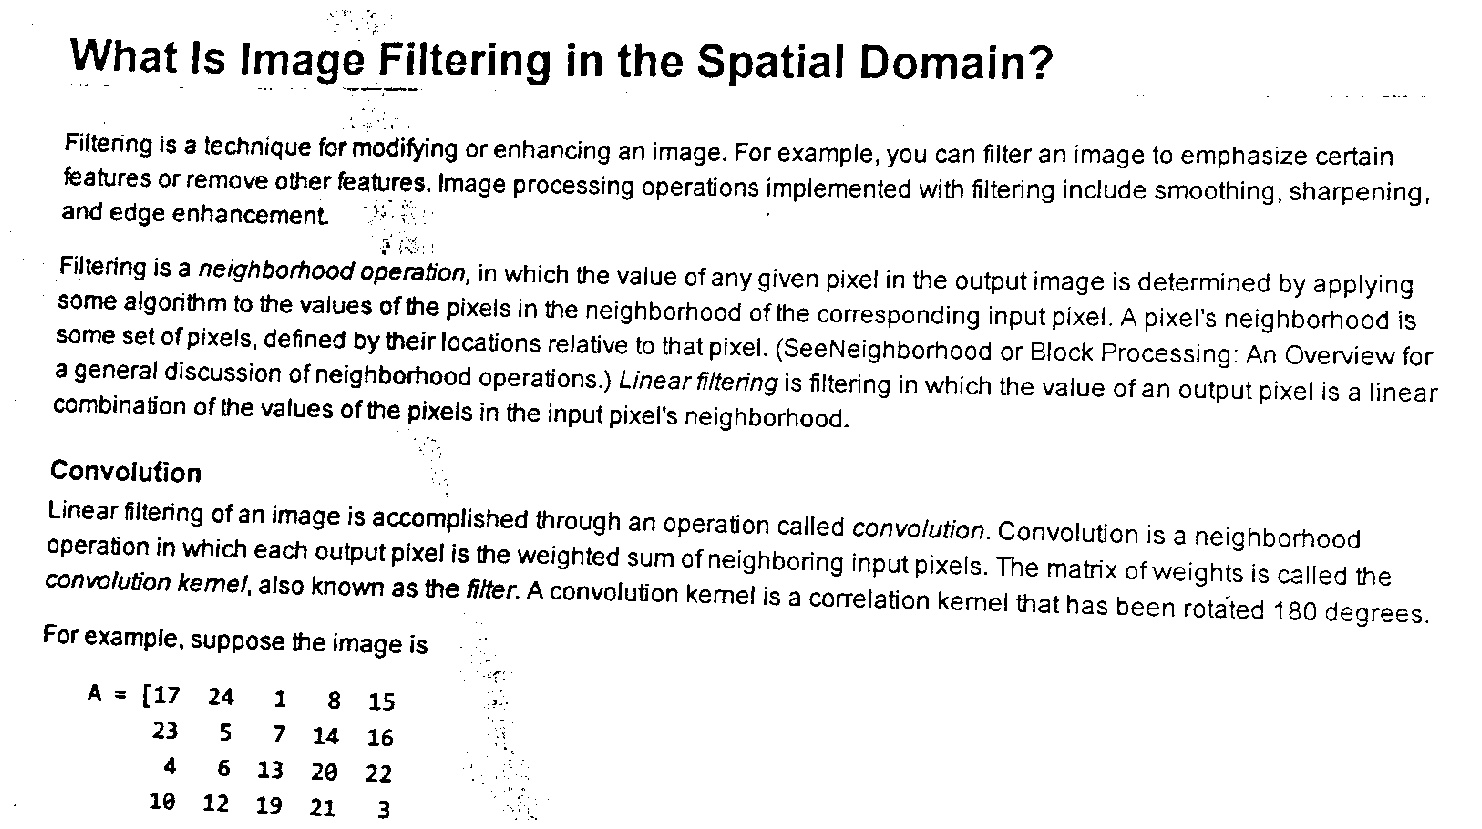 What Is Image Filtering in the Spatial Domain?
Filtering is a technique for modifying or enhancing an image. For example, you can filter an image to emphasize certain
features or remove other features. Image processing operations implemented with filtering include smoothing, sharpening,
and edge enhancement.
Filtering is a neighborhood operation, in which the value of any given pixel in the output image is determined by applying
some algorithm to the values of the pixels in the neighborhood of the corresponding input pixel. A pixel's neighborhood is
some set of pixels, defined by their locations relative to that pixel. (SeeNeighborhood or Block Processing: An Overview for
a general discussion of neighborhood operations.) Linear filtering is filtering in which the value of an output pixel is a linear
combination of the values of the pixels in the input pixel's neighborhood.
Convolution
Linear filtering of an image is accomplished through an operation called convolution. Convolution is a neighborhood
operation in which each output pixel is the weighted sum of neighboring input pixels. The matrix of weights is called the
convolution kernel, also known as the filter. A convolution kernel is a correlation kernel that has been rotated 180 degrees.
For example, suppose the image is
A = [17 24 1 8 15
23 5 7 14 16
4 6 13 20 22
10 12 19 21 3